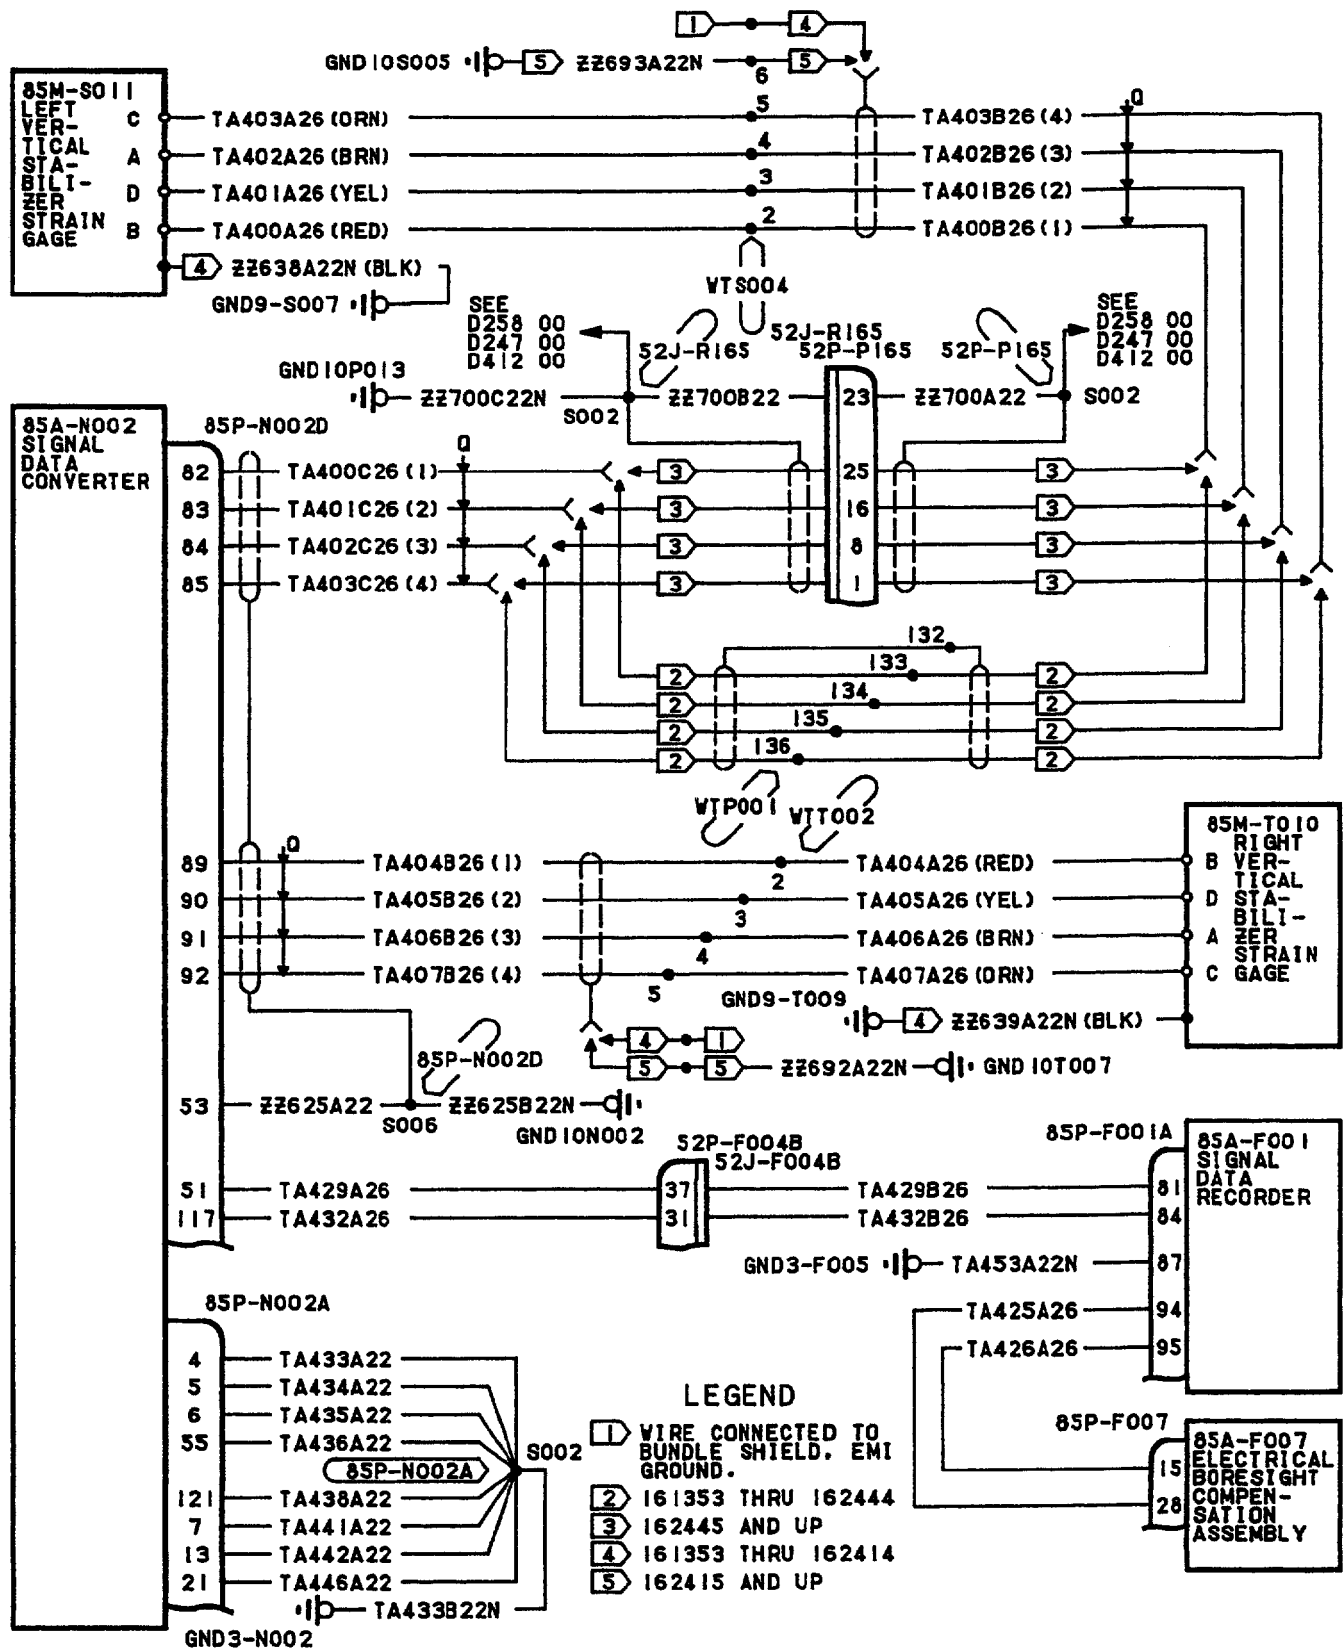 1
4
GND10S005
5
ZZ693A22N
5
6
85M-S011
LEFT
VER-
TICAL
STA-
BILI-
ZER
STRAIN
GAGE
C
TA403A26(ORN)
5
TA403B26(4)
Q
A
TA402A26(BRN)
4
TA402B26(3)
D
TA401A26(YEL)
3
TA401B26(2)
B
TA400A26(RED)
2
TA400B26(1)
4
ZZ638A22N(BLK)
GND9-S007
WTS004
SEE
D258 00
D247 00
D412 00
52J-R165
52J-R165
52P-P165
52P-P165
SEE
D258 00
D247 00
D412 00
GND10P013
ZZ700C22N
S002
ZZ700B22
23
ZZ700A22
S002
85A-N002
SIGNAL
DATA
CONVERTER
85P-N002D
Q
82
TA400C26(1)
3
25
3
83
TA401C26(2)
3
16
3
84
TA402C26(3)
3
8
3
85
TA403C26(4)
3
1
3
132
2
133
2
2
134
2
2
135
2
2
136
2
WTP001
WTT002
85M-T010
RIGHT
VER-
TICAL
STA-
BILI-
ZER
STRAIN
GAGE
Q
89
TA404B26(1)
2
TA404A26(RED)
B
90
TA405B26(2)
3
TA405A26(YEL)
D
91
TA406B26(3)
4
TA406A26(BRN)
A
92
TA407B26(4)
5
TA407A26(ORN)
C
GND9-T009
4
ZZ639A22N(BLK)
4
1
5
5
ZZ692A22N
GND10T007
85P-N002D
53
ZZ625A22
S006
ZZ625B22N
GND10N002
52P-F004B
52J-F004B
85P-F001A
85A-F001
SIGNAL
DATA
RECORDER
51
TA429A26
37
TA429B26
81
117
TA432A26
31
TA432B26
84
GND3-F005
TA453A22N
87
TA425A26
94
TA426A26
95
85P-N002A
4
TA433A22
5
TA434A22
6
TA435A22
55
TA436A22
85P-N002A
S002
121
TA438A22
7
TA441A22
13
TA442A22
21
TA446A22
TA433B22N
GND3-N002
LEGEND
1 WIRE CONNECTED TO
BUNDLE SHIELD. EMI
GROUND.
2 161353 THRU 162444
3 162445 AND UP
4 161353 THRU 162414
5 162415 AND UP
85P-F007
15
28
85A-F007
ELECTRICAL
BORESIGHT
COMPEN-
SATION
ASSEMBLY